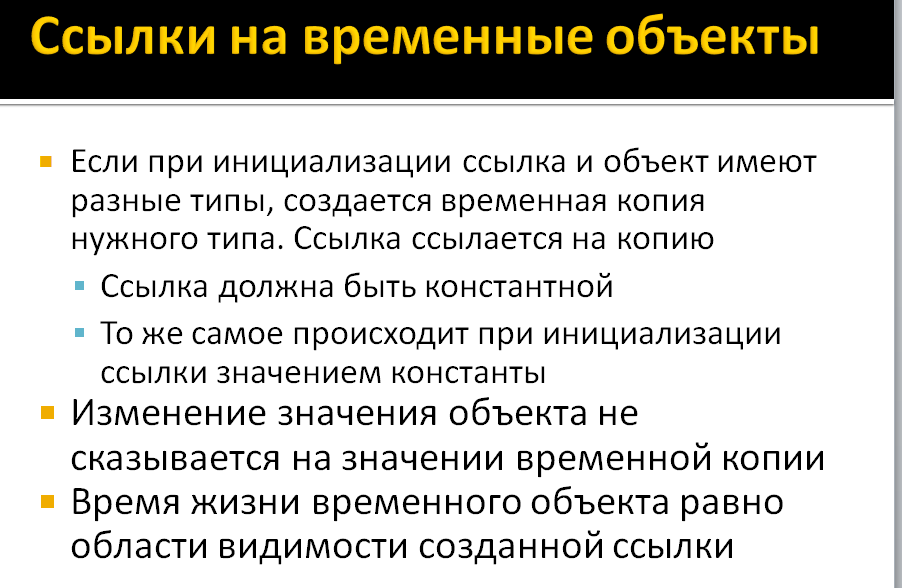 Ссылки на временные объекты
Если при инициализации ссылка и объект имеют
разные типы, создается временная копия
нужного типа. Ссылка ссылается на копию
Ссылка должна быть константной
То же самое происходит при инициализации
ссылки значением константы
Изменение значения объекта не
сказывается на значении временной копии
Время жизни временного объекта равно
области видимости созданной ссылки